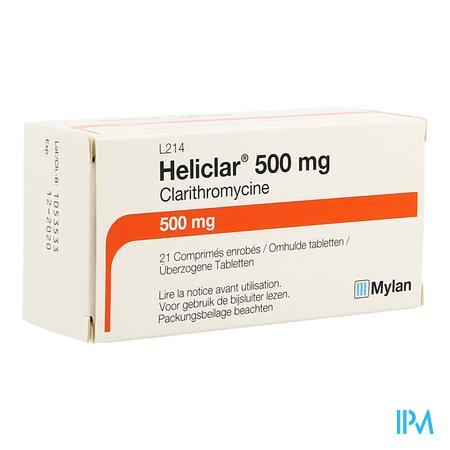 L214
Heliclar® 500 mg
Clarithromycine
500 mg
21 Comprimés enrobés / Omhulde tabletten /
Überzogene Tabletten
Lire la notice avant utilisation.
Voor gebruik de bijsluiter lezen.
Packungsbeilage beachten
Mylan
Lot/Ch.-B 1053533
Exp. 12-2020
IPM